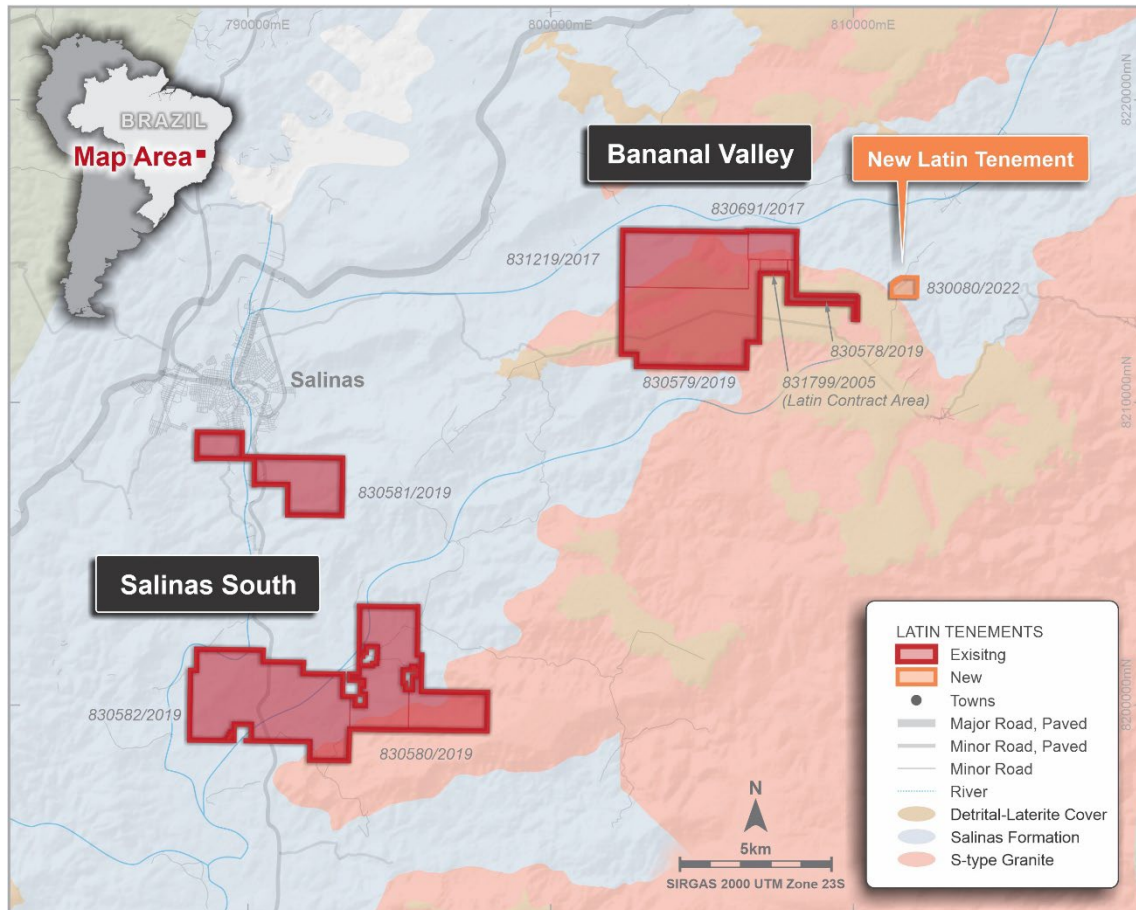 790000mE
800000mE
810000mE
8220000mN
8210000mN
8200000mN
BRAZIL
Map Area
Bananal Valley
New Latin Tenement
830691/2017
831219/2017
830080/2022
830578/2019
830579/2019
831799/2005
(Latin Contract Area)
Salinas
830581/2019
Salinas South
830582/2019
830580/2019
N
5km
SIRGAS 2000 UTM Zone 23S
LATIN TENEMENTS
Exisitng
New
Towns
Major Road, Paved
Minor Road, Paved
Minor Road
River
Detrital-Laterite Cover
Salinas Formation
S-type Granite